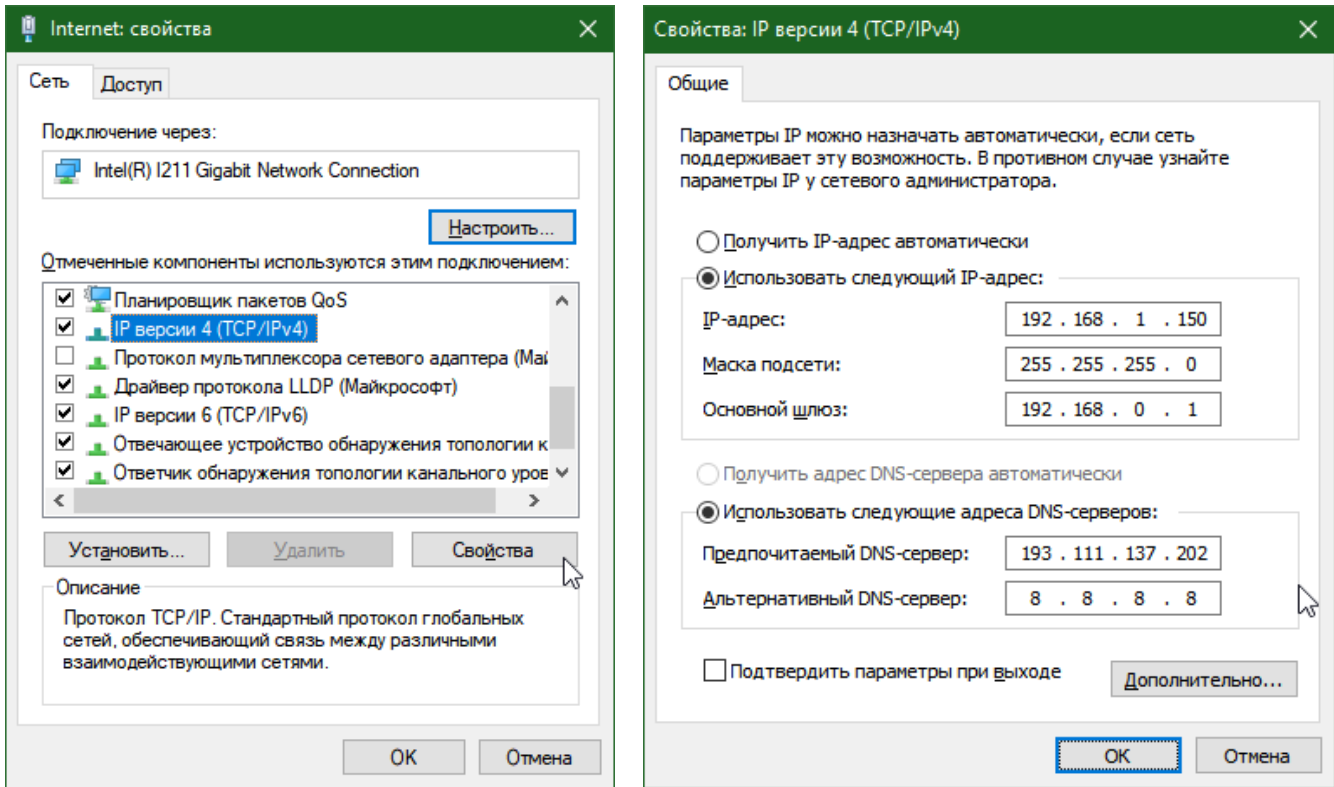 Internet: свойства
Сеть
Доступ
Подключение через:
Intel(R) I211 Gigabit Network Connection
Настроить...
Отмеченные компоненты используются этим подключением:
Планировщик пакетов QoS
IP версии 4 (TCP/IPv4)
Протокол мультиплексора сетевого адаптера (Май
Драйвер протокола LLDP (Майкрософт)
IP версии 6 (TCP/IPv6)
Отвечающее устройство обнаружения топологии к
Ответчик обнаружения топологии канального уров
Установить...
Удалить
Свойства
Описание
Протокол TCP/IP. Стандартный протокол глобальных
сетей, обеспечивающий связь между различными
взаимодействующими сетями.
ОК
Отмена
Свойства: IP версии 4 (TCP/IPv4)
Общие
Параметры IP можно назначать автоматически, если сеть
поддерживает эту возможность. В противном случае узнайте
параметры IP у сетевого администратора.
Получить IP-адрес автоматически
Использовать следующий IP-адрес:
IP-адрес: 192 . 168 . 1 . 150
Маска подсети: 255 . 255 . 255 . 0
Основной шлюз: 192 . 168 . 0 . 1
Получить адрес DNS-сервера автоматически
Использовать следующие адреса DNS-серверов:
Предпочитаемый DNS-сервер: 193 . 111 . 137 . 202
Альтернативный DNS-сервер: 8 . 8 . 8 . 8
Подтвердить параметры при выходе
Дополнительно...
ОК
Отмена